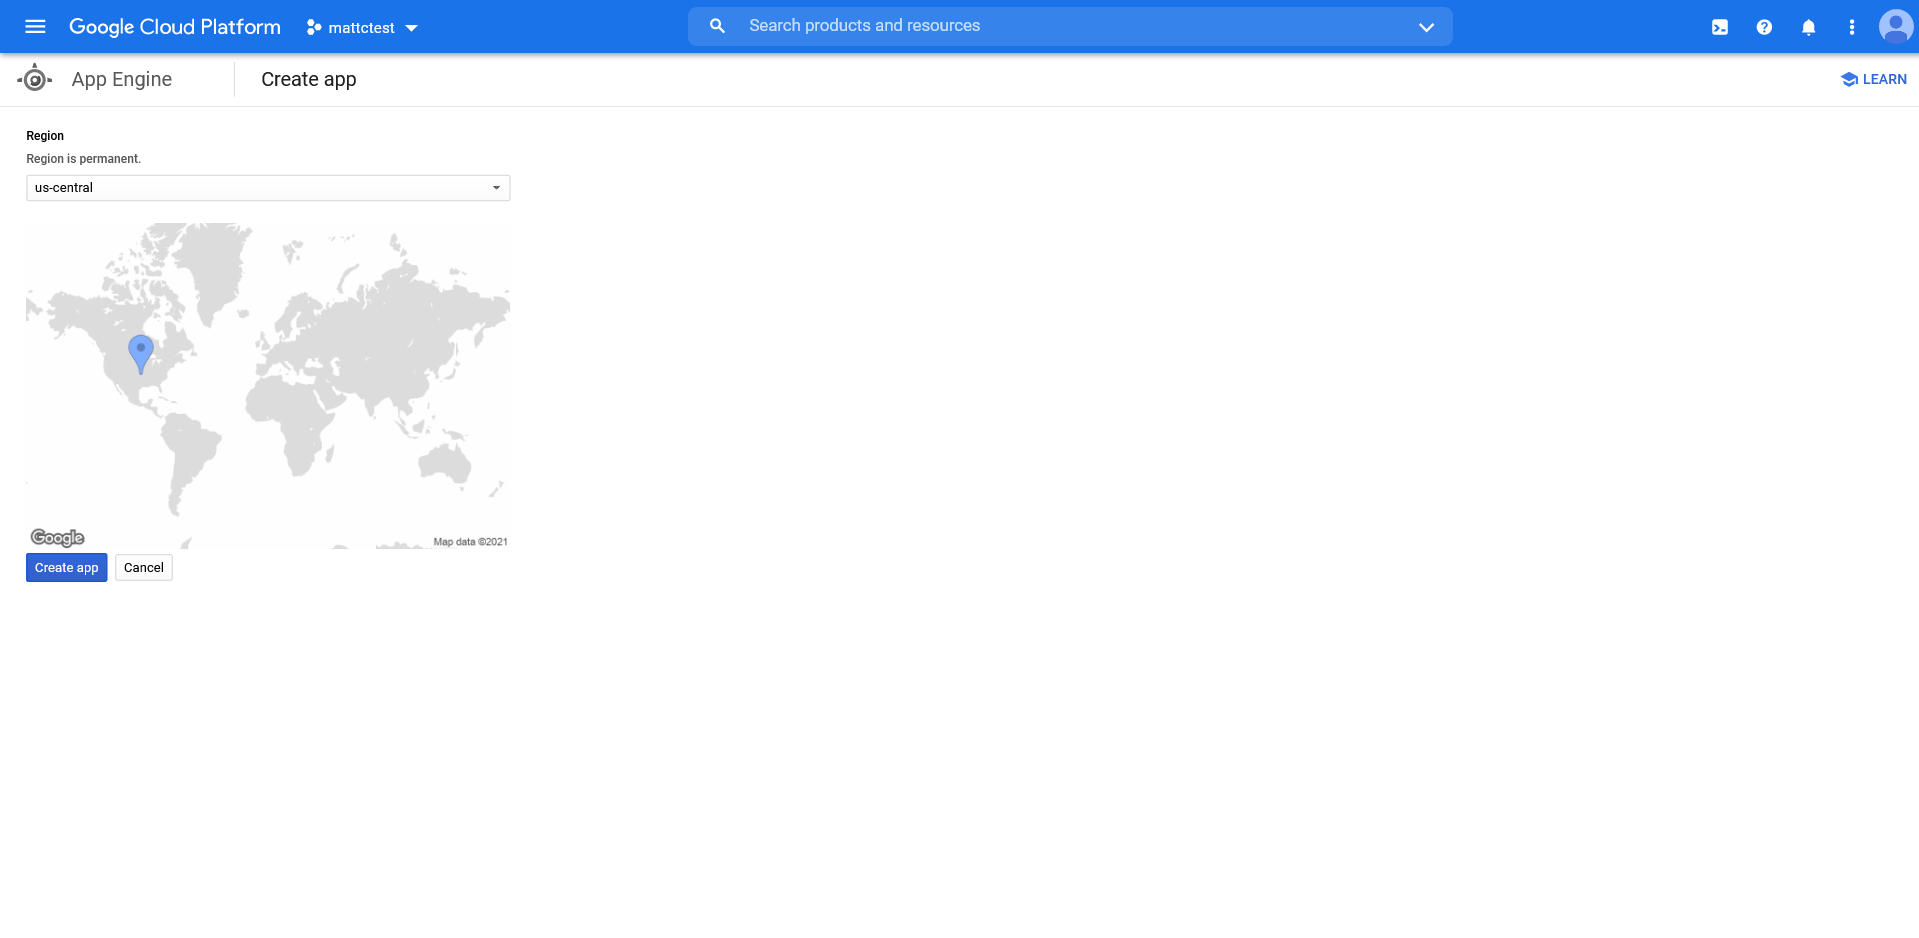 Google Cloud Platform
mattctest
Search products and resources
App Engine
Create app
LEARN
Region
Region is permanent.
us-central
Google
Map data ©2021
Create app
Cancel